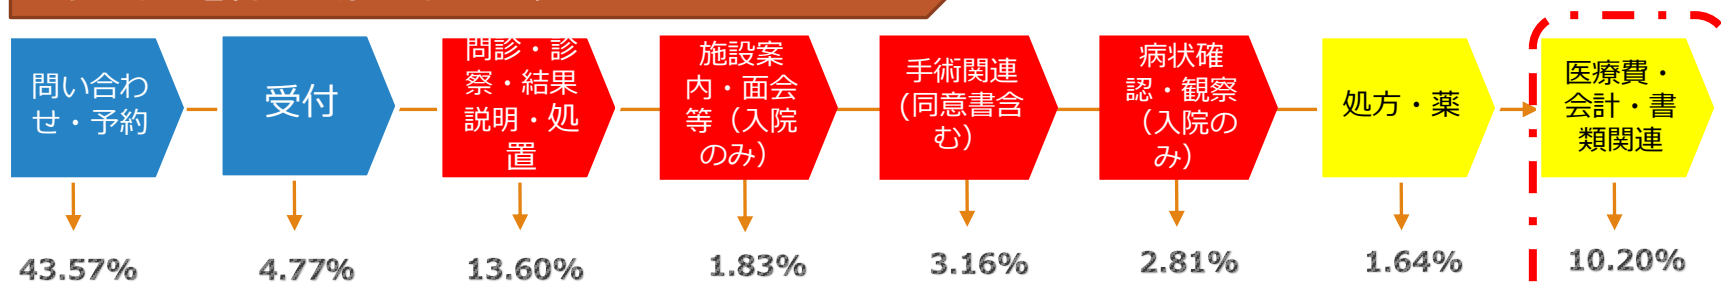 問い合わ
せ・予約
受付
問診・診
察・結果
説明・処
置
施設案
内・面会
等（入院
のみ）
手術関連
(同意書含
む）
病状確
認・観察
（入院の
み）
処方・薬
医療費・
会計・書
類関連
43.57%
4.77%
13.60%
1.83%
3.16%
2.81%
1.64%
10.20%